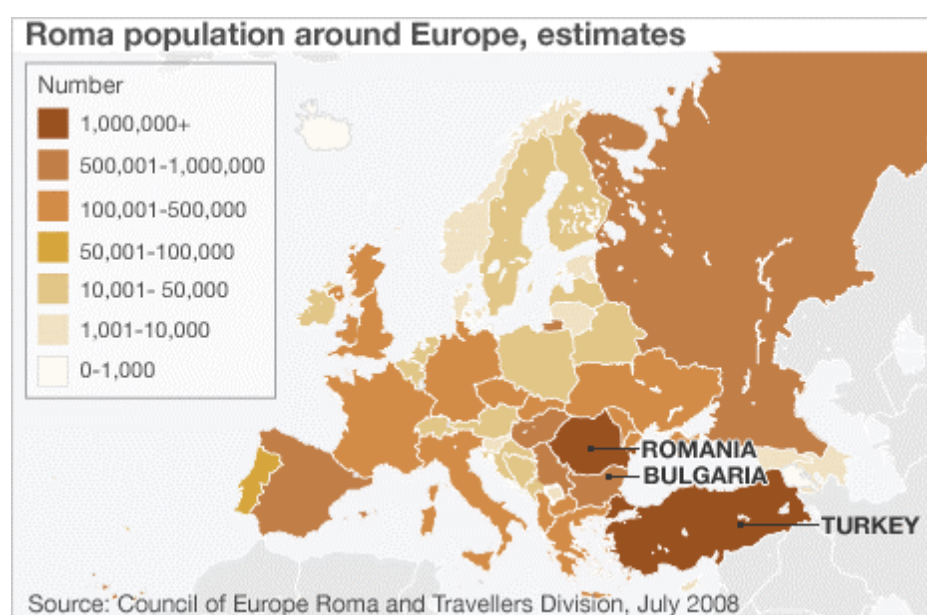 Roma population around Europe, estimates
Number
1,000,000+
500,001-1,000,000
100,001-500,000
50,001-100,000
10,001- 50,000
1,001-10,000
0-1,000
ROMANIA
BULGARIA
TURKEY
Source: Council of Europe Roma and Travellers Division, July 2008